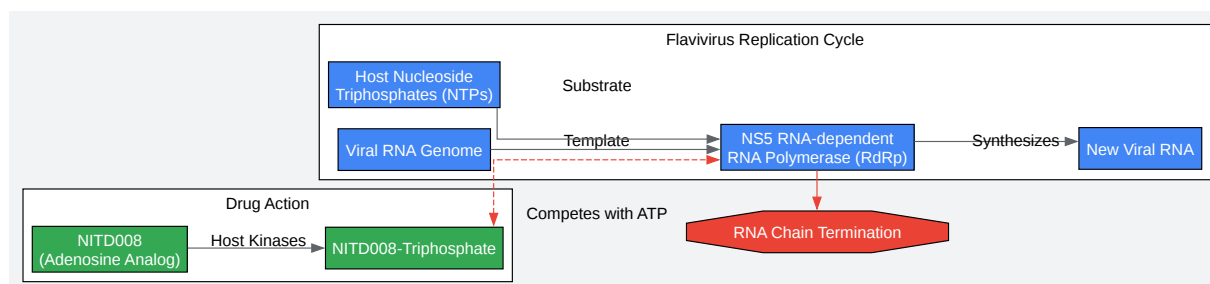 Flavivirus Replication Cycle
Host Nucleoside
Triphosphates (NTPs)
Substrate
Viral RNA Genome
Template
NS5 RNA-dependent
RNA Polymerase (RdRp)
Synthesizes
New Viral RNA
Drug Action
Competes with ATP
RNA Chain Termination
NITD008
(Adenosine Analog)
Host Kinases
NITD008-Triphosphate